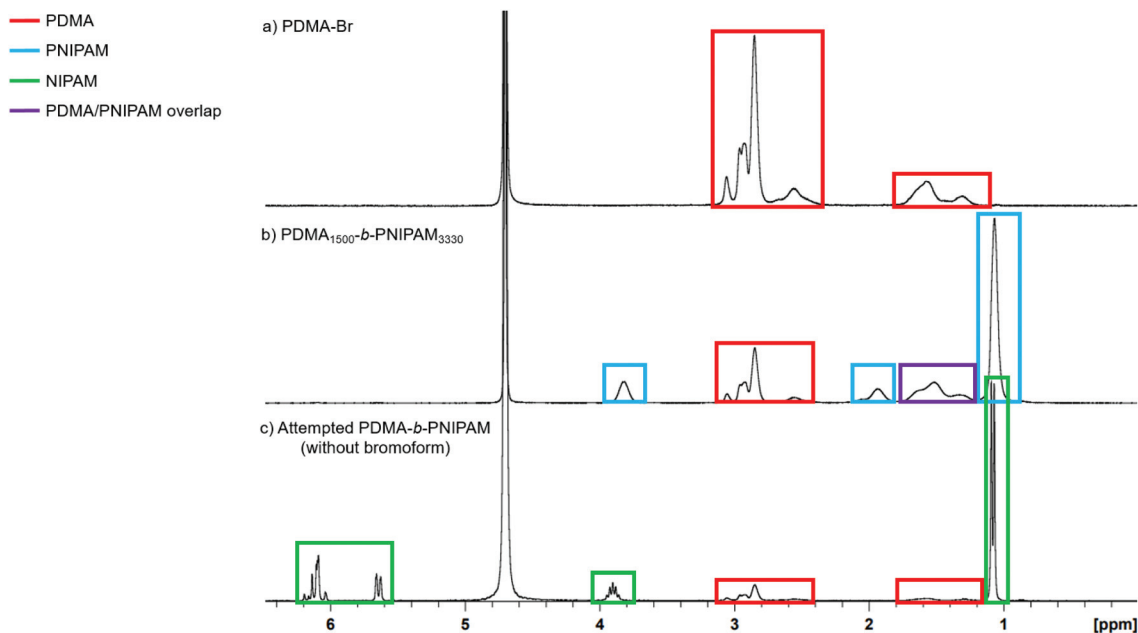 PDMA
PNIPAM
NIPAM
PDMA/PNIPAM overlap
a) PDMA-Br
b) PDMA1500-b-PNIPAM3330
c) Attempted PDMA-b-PNIPAM
(without bromoform)
6 5 4 3 2 1 [ppm]